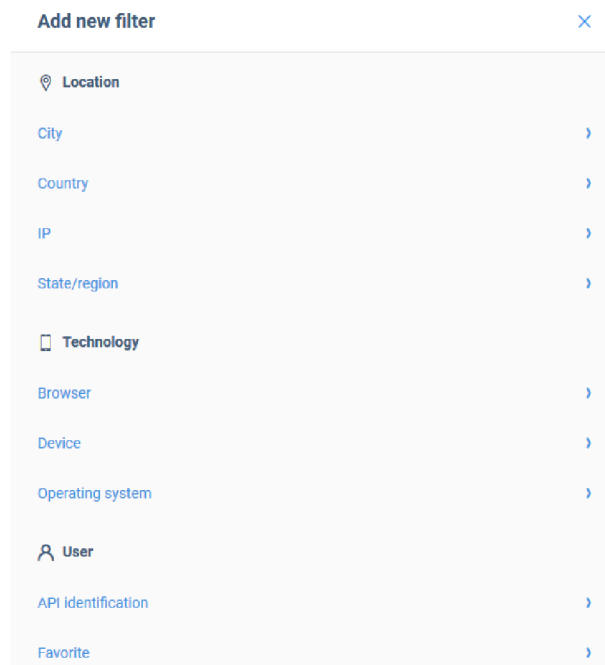 Add new filter
Location
City
Country
IP
State/region
Technology
Browser
Device
Operating system
User
API identification
Favorite